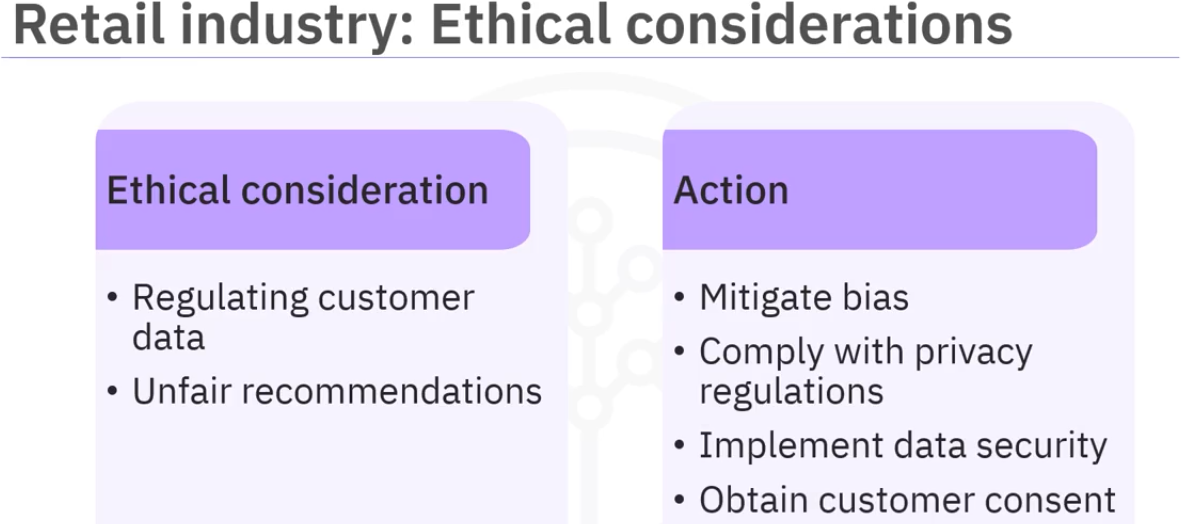 Retail industry: Ethical considerations
Ethical consideration
• Regulating customer
data
• Unfair recommendations
Action
• Mitigate bias
• Comply with privacy
regulations
• Implement data security
• Obtain customer consent